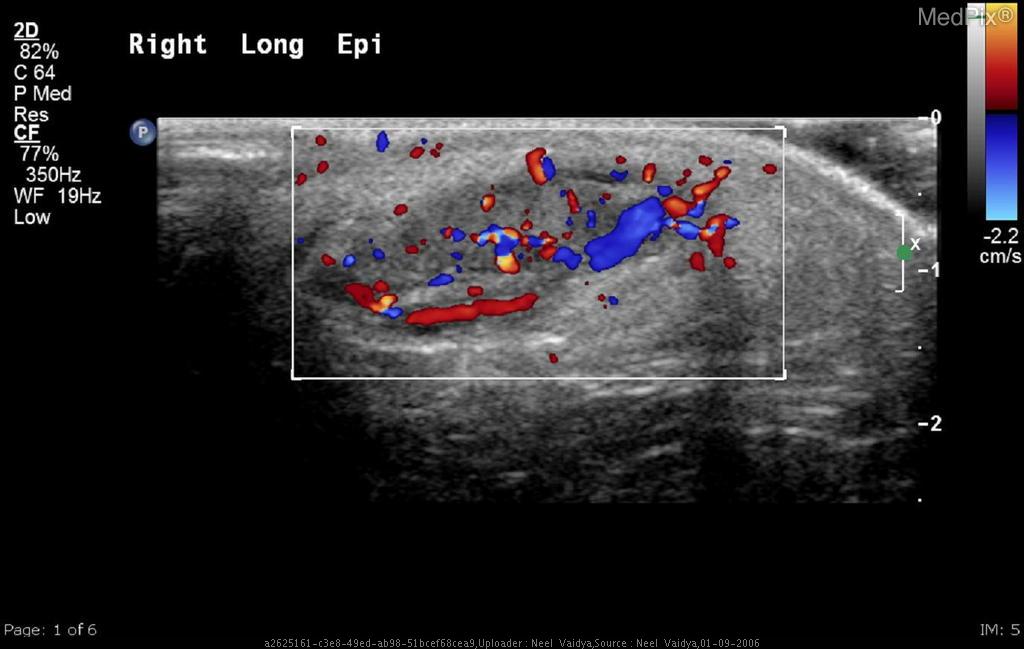 MedPix®
2D
82%
C 64
P Med
Res
CF
77%
350Hz
WF 19Hz
Low
Right Long Epi
P
-0
x
-1
-2
-2.2
cm/s
Page: 1 of 6
IM: 5
a2625161-c3e8-49ed-ab98-51bcef68cea9,Uploader : Neel Vaidya,Source : Neel Vaidya,01-09-2006